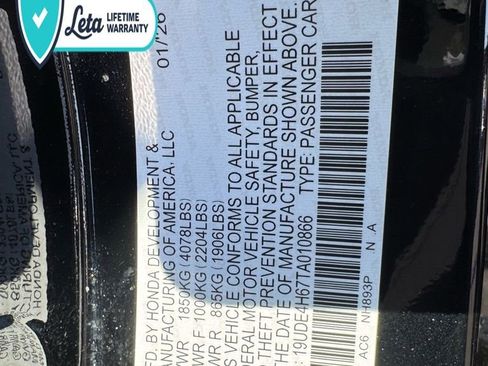 Leta LIFETIME
WARRANTY
01/26
MFD. BY HONDA DEVELOPMENT &
MANUFACTURING OF AMERICA, LLC
GVWR 1850KG(4078LBS)
GAWR F 1000KG(2204LBS)
GAWR R 865KG(1906LBS)
THIS VEHICLE CONFORMS TO ALL APPLICABLE
FEDERAL MOTOR VEHICLE SAFETY, BUMPER,
THEFT PREVENTION STANDARDS IN EFFECT
ON THE DATE OF MANUFACTURE SHOWN ABOVE.
19UDE4H67TA010866 TYPE: PASSENGER CAR
AC6 NH893P N A